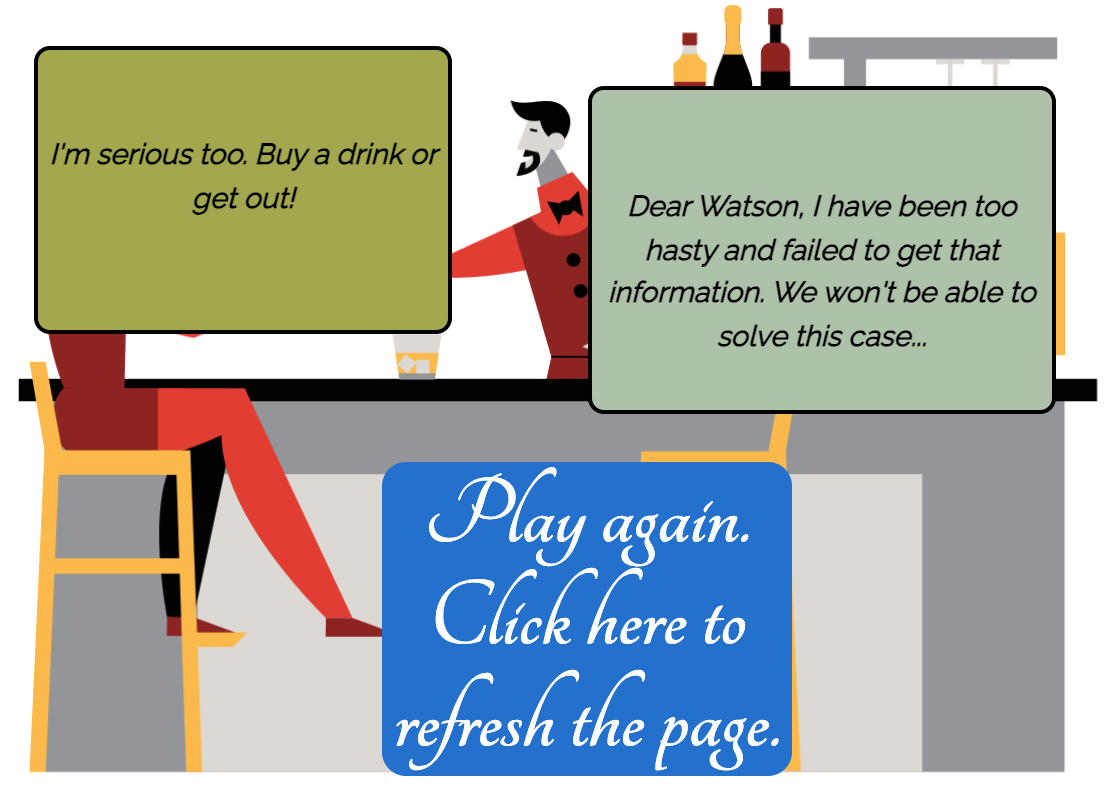 I'm serious too. Buy a drink or
get out!
Dear Watson, I have been too
hasty and failed to get that
information. We won't be able to
solve this case...
Play again.
Click here to
refresh the page.